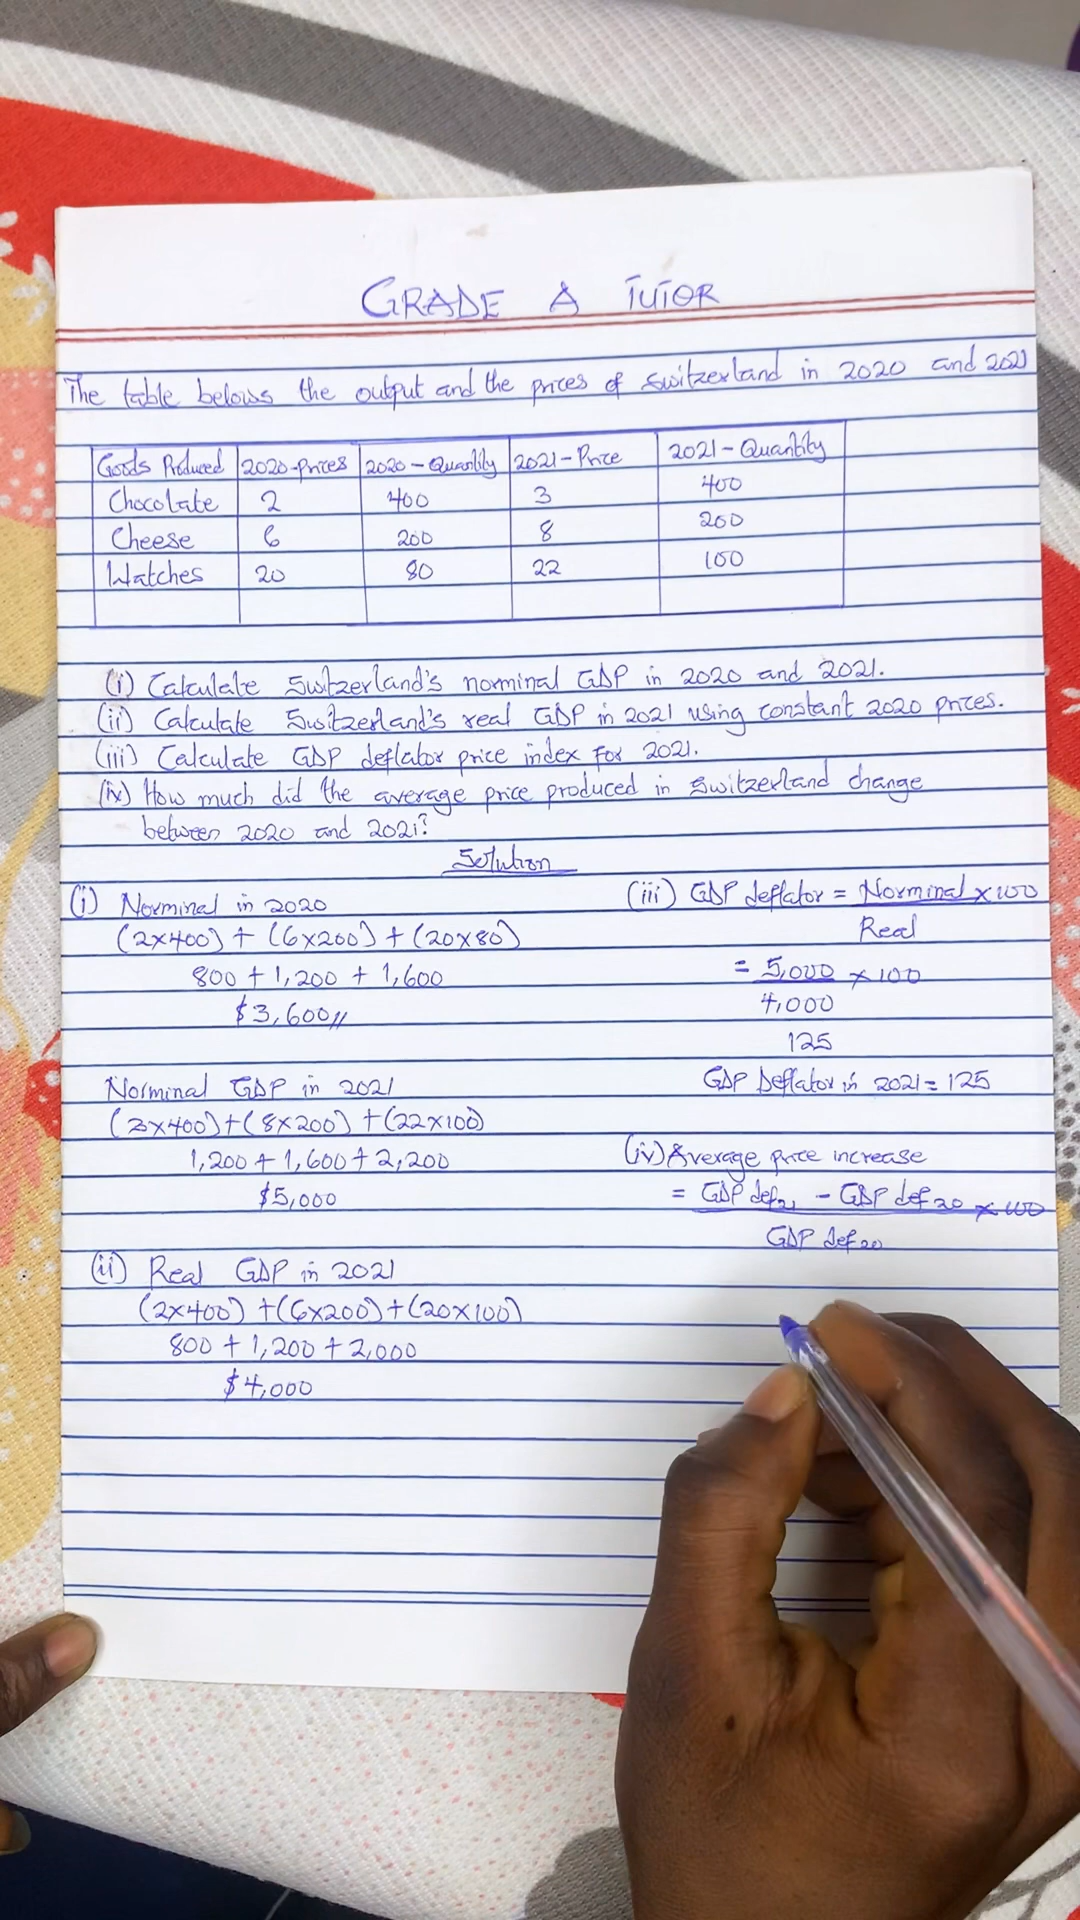 GRADE A TUTOR
The table belows the output and the prices of Switzerland in 2020 and 2021
Goods Produced 2020-prices 2020-Quantity 2021-Price 2021-Quantity
Chocolate 2 400 3 400
Cheese 6 200 8 200
Watches 20 80 22 100
(i) Calculate Switzerland's norminal GDP in 2020 and 2021.
(ii) Calculate Switzerland's real GDP in 2021 using constant 2020 prices.
(iii) Calculate GDP deflator price index for 2021.
(iv) How much did the average price produced in Switzerland change
between 2020 and 2021?
Solution
(i) Norminal in 2020
(2x400) + (6x200) + (20x80)
800 + 1,200 + 1,600
$3,600//
Norminal GDP in 2021
(3x400)+(8x200)+(22x100)
1,200 + 1,600 + 2,200
$5,000
(ii) Real GDP in 2021
(2x400) +(6x200)+(20x100)
800 + 1,200 + 2,000
$4,000
(iii) GDP deflator = Norminal x100
Real
= 5,000 x100
4,000
125
GDP Deflator in 2021 = 125
(iv) Average price increase
= GDP def21 - GDP def20 x100
GDP def20